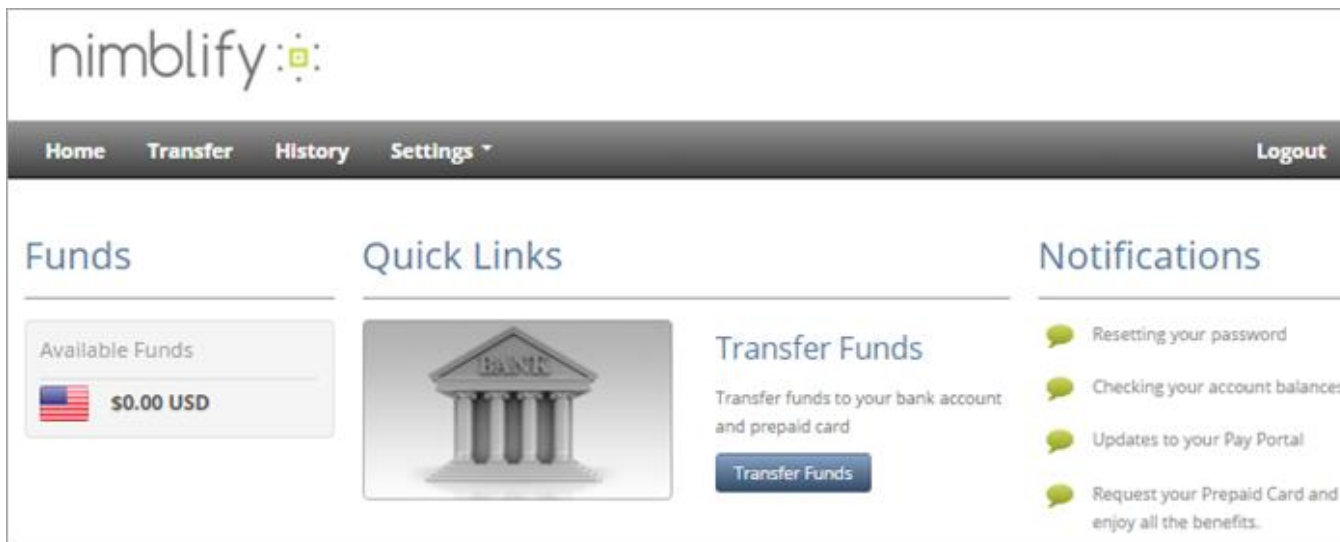 nimblify
Home Transfer History Settings Logout
Funds
Available Funds
$0.00 USD
Quick Links
BANK
Transfer Funds
Transfer funds to your bank account
and prepaid card
Transfer Funds
Notifications
Resetting your password
Checking your account balances
Updates to your Pay Portal
Request your Prepaid Card and
enjoy all the benefits.